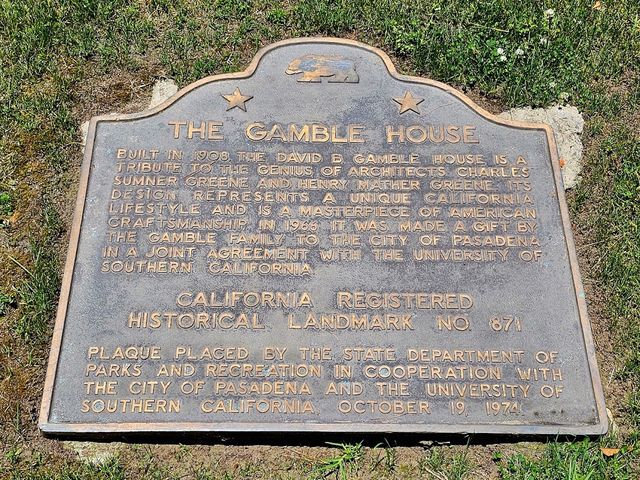 THE GAMBLE HOUSE
BUILT IN 1908 THE DAVID B. GAMBLE HOUSE IS A
TRIBUTE TO THE GENIUS OF ARCHITECTS CHARLES
SUMNER GREENE AND HENRY MATHER GREENE. ITS
DESIGN REPRESENTS A UNIQUE CALIFORNIA
LIFESTYLE AND IS A MASTERPIECE OF AMERICAN
CRAFTSMANSHIP. IN 1966 IT WAS MADE A GIFT BY
THE GAMBLE FAMILY TO THE CITY OF PASADENA
IN A JOINT AGREEMENT WITH THE UNIVERSITY OF
SOUTHERN CALIFORNIA.
CALIFORNIA REGISTERED
HISTORICAL LANDMARK NO. 871
PLAQUE PLACED BY THE STATE DEPARTMENT OF
PARKS AND RECREATION IN COOPERATION WITH
THE CITY OF PASADENA AND THE UNIVERSITY OF
SOUTHERN CALIFORNIA, OCTOBER 19, 1974.